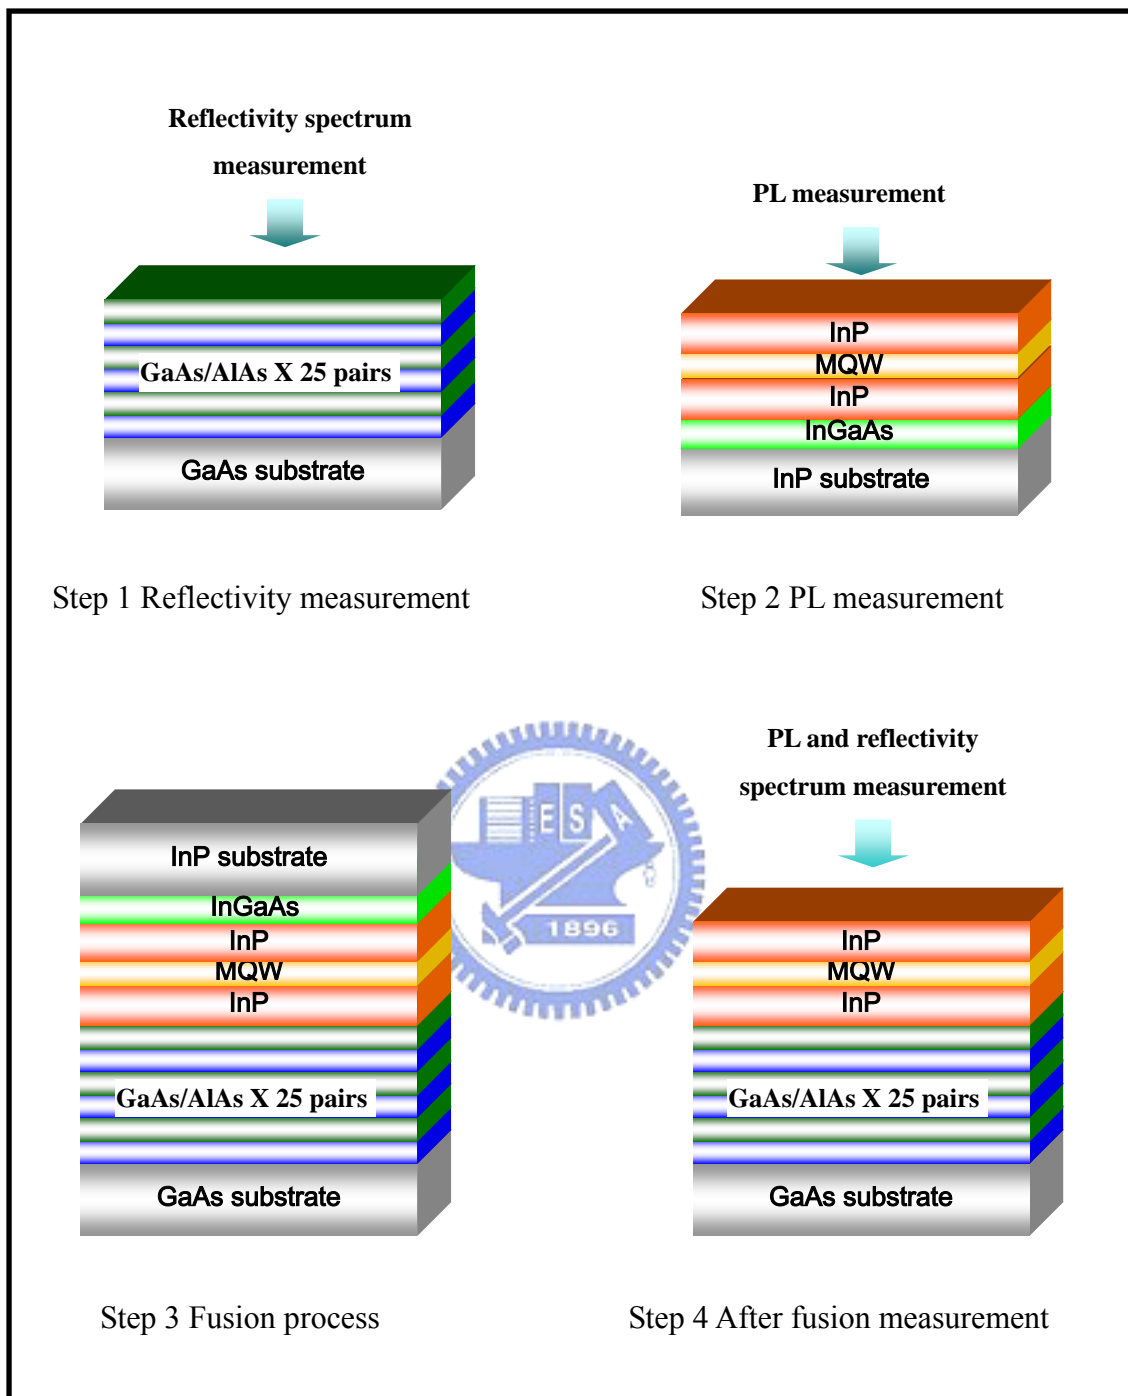 Reflectivity spectrum
measurement
GaAs/AlAs X 25 pairs
GaAs substrate
Step 1 Reflectivity measurement
PL measurement
InP
MQW
InP
InGaAs
InP substrate
Step 2 PL measurement
InP substrate
InGaAs
InP
MQW
InP
GaAs/AlAs X 25 pairs
GaAs substrate
Step 3 Fusion process
E S A
1896
PL and reflectivity
spectrum measurement
InP
MQW
InP
GaAs/AlAs X 25 pairs
GaAs substrate
Step 4 After fusion measurement